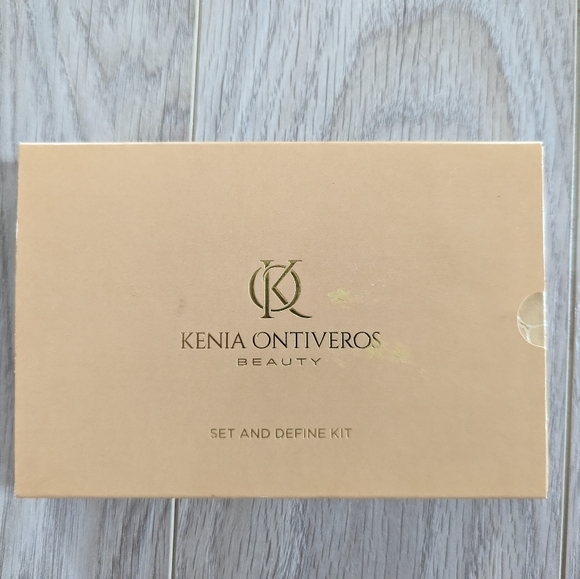 KO
KENIA ONTIVEROS
BEAUTY
SET AND DEFINE KIT